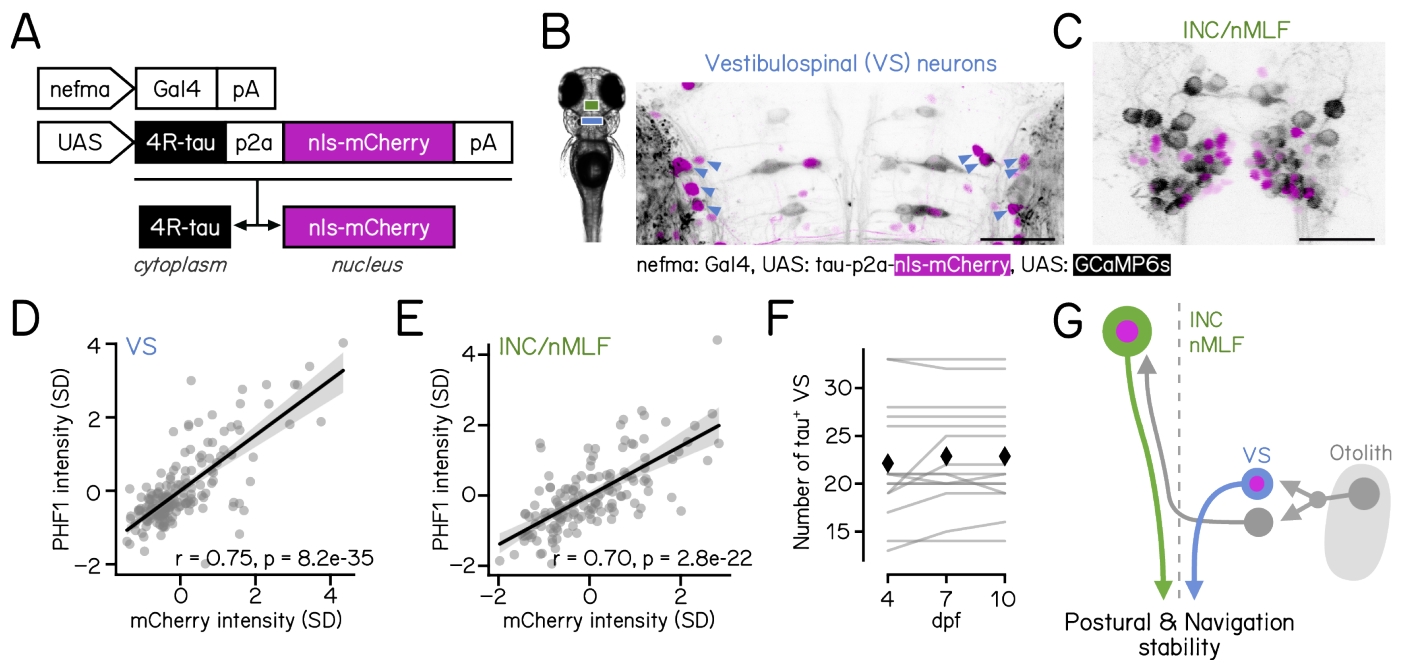 A
nefma
Gal4
pA
UAS
4R-tau
p2a
nls-mCherry
pA
4R-tau
nls-mCherry
cytoplasm
nucleus
B
Vestibulospinal (VS) neurons
C
INC/nMLF
nefma: Gal4, UAS: tau-p2a-nls-mCherry, UAS: GCaMP6s
D
VS
PHF1 intensity (SD)
4
2
0
−2
r = 0.75, p = 8.2e-35
0
2
4
mCherry intensity (SD)
E
INC/nMLF
PHF1 intensity (SD)
4
2
0
−2
r = 0.70, p = 2.8e-22
−2
0
2
mCherry intensity (SD)
F
Number of tau⁺ VS
30
25
20
15
4
7
10
dpf
G
INC
nMLF
VS
Otolith
Postural & Navigation
stability